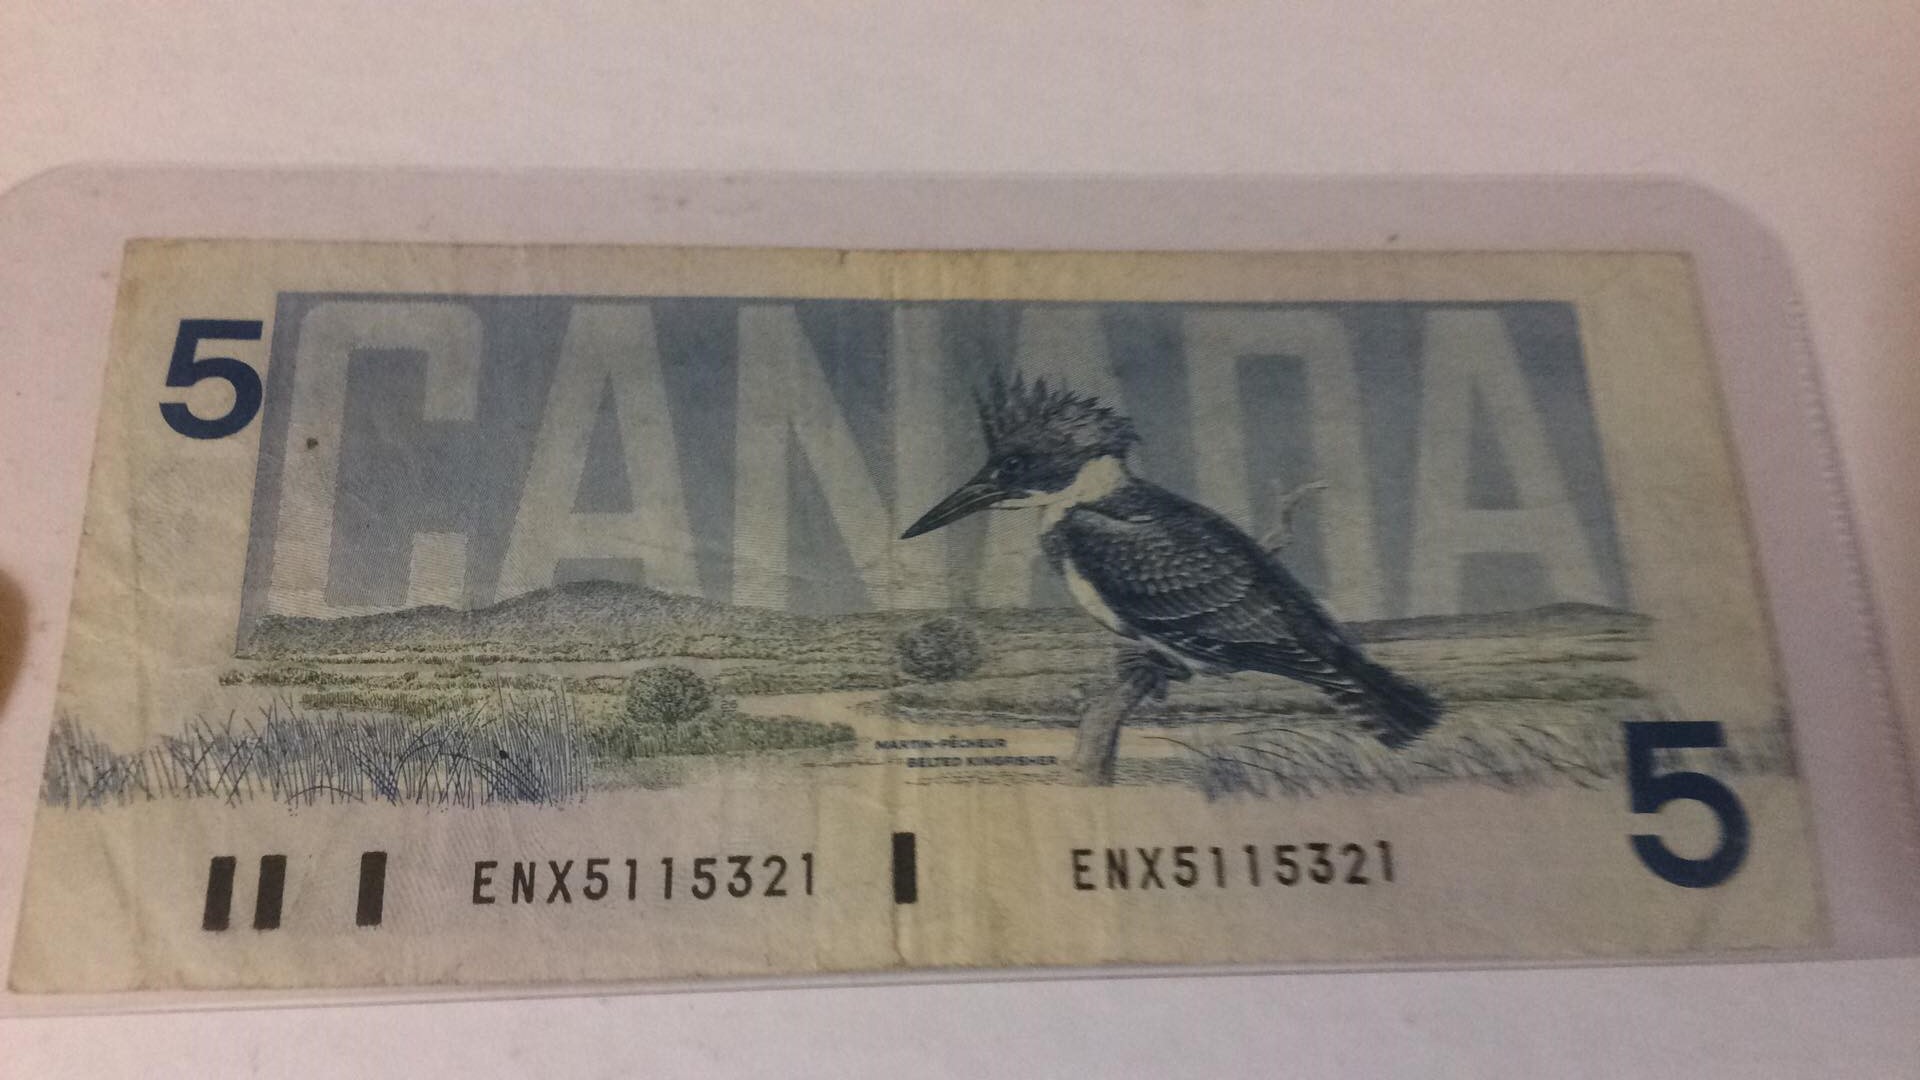 5
CANADA
MARTIN-PÊCHEUR
BELTED KINGFISHER
5
ENX5115321 ENX5115321